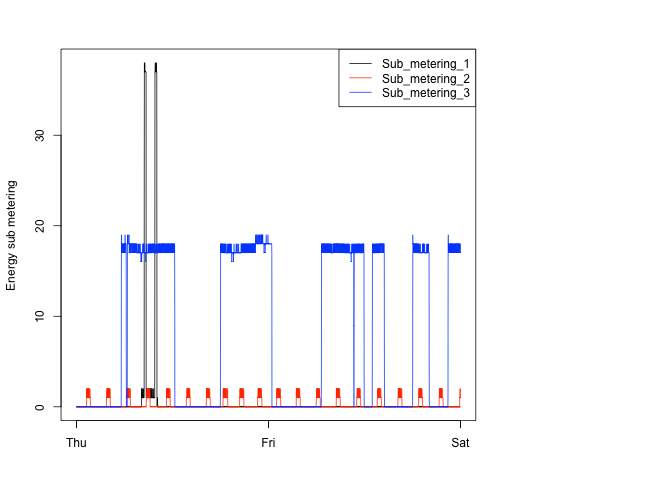 Sub_metering_1
Sub_metering_2
Sub_metering_3
Energy sub metering
30
20
10
0
Thu Fri Sat